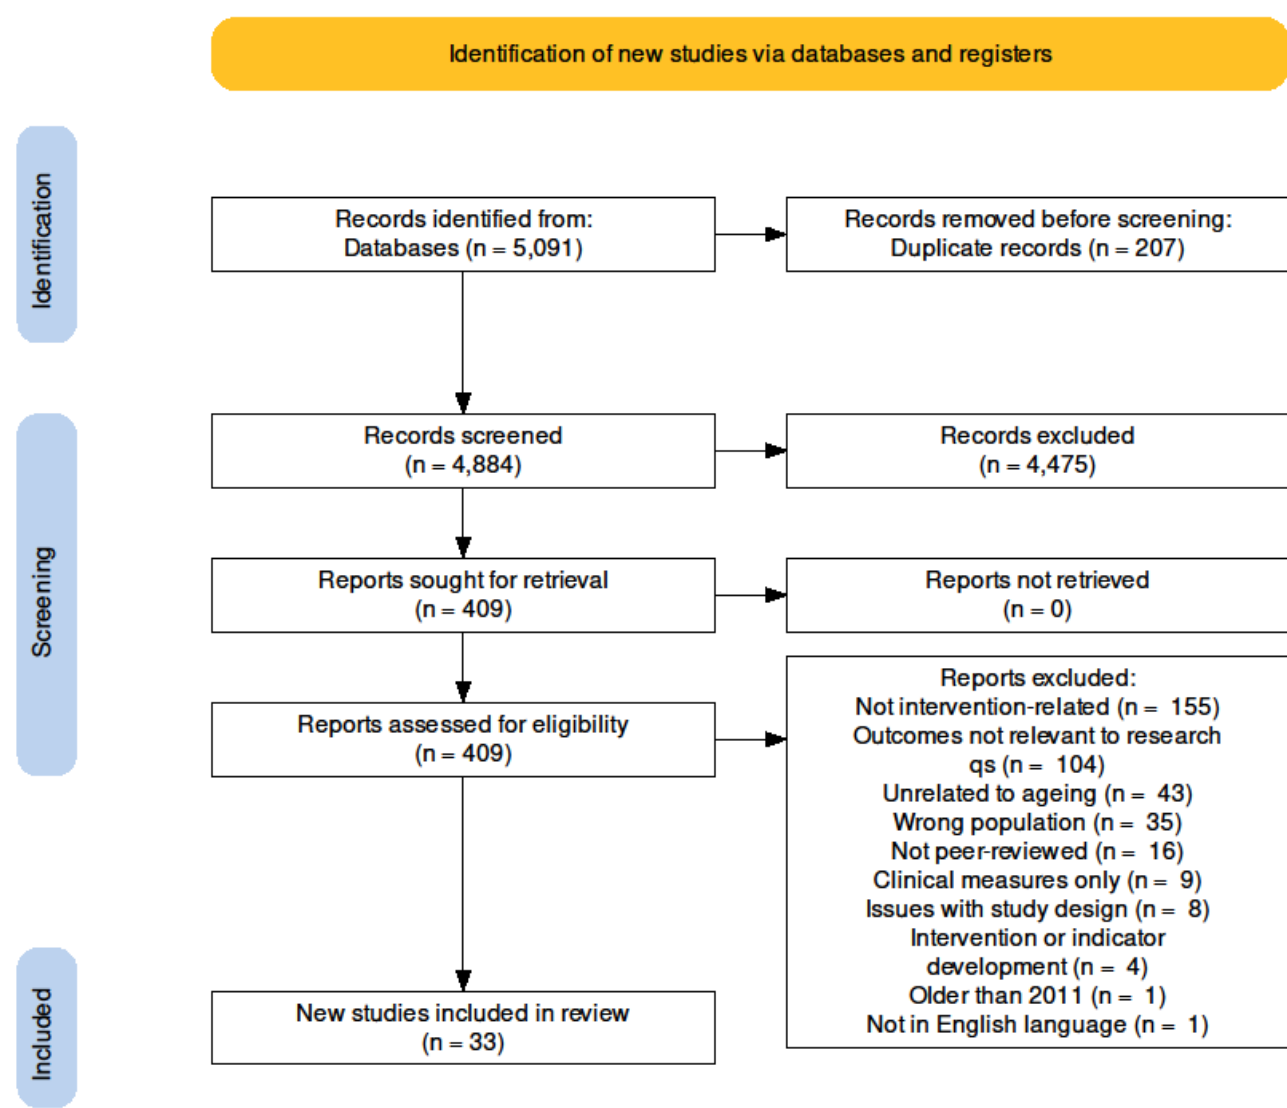 Identification of new studies via databases and registers
Identification
Records identified from:
Databases (n = 5,091)
Records removed before screening:
Duplicate records (n = 207)
Screening
Records screened
(n = 4,884)
Records excluded
(n = 4,475)
Reports sought for retrieval
(n = 409)
Reports not retrieved
(n = 0)
Reports assessed for eligibility
(n = 409)
Reports excluded:
Not intervention-related (n = 155)
Outcomes not relevant to research
qs (n = 104)
Unrelated to ageing (n = 43)
Wrong population (n = 35)
Not peer-reviewed (n = 16)
Clinical measures only (n = 9)
Issues with study design (n = 8)
Intervention or indicator
development (n = 4)
Older than 2011 (n = 1)
Not in English language (n = 1)
Included
New studies included in review
(n = 33)